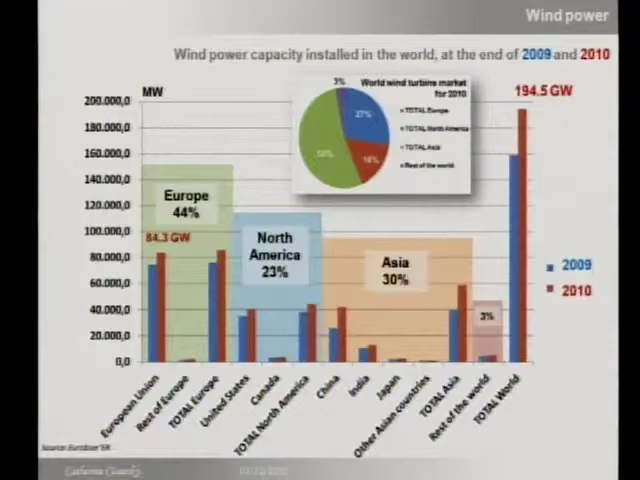 Wind power
Wind power capacity installed in the world, at the end of 2009 and 2010
MW
200.000,0
180.000,0
160.000,0
140.000,0
120.000,0
100.000,0
80.000,0
60.000,0
40.000,0
20.000,0
0,0
World wind turbine market
for 2010
3%
27%
16%
TOTAL Europe
TOTAL North America
TOTAL Asia
Rest of the world
194.5 GW
Europe
44%
84.3 GW
North
America
23%
Asia
30%
3%
2009
2010
European Union
Rest of Europe
TOTAL Europe
United States
Canada
TOTAL North America
China
India
Japan
Other Asian countries
TOTAL Asia
Rest of the world
TOTAL World
Source: